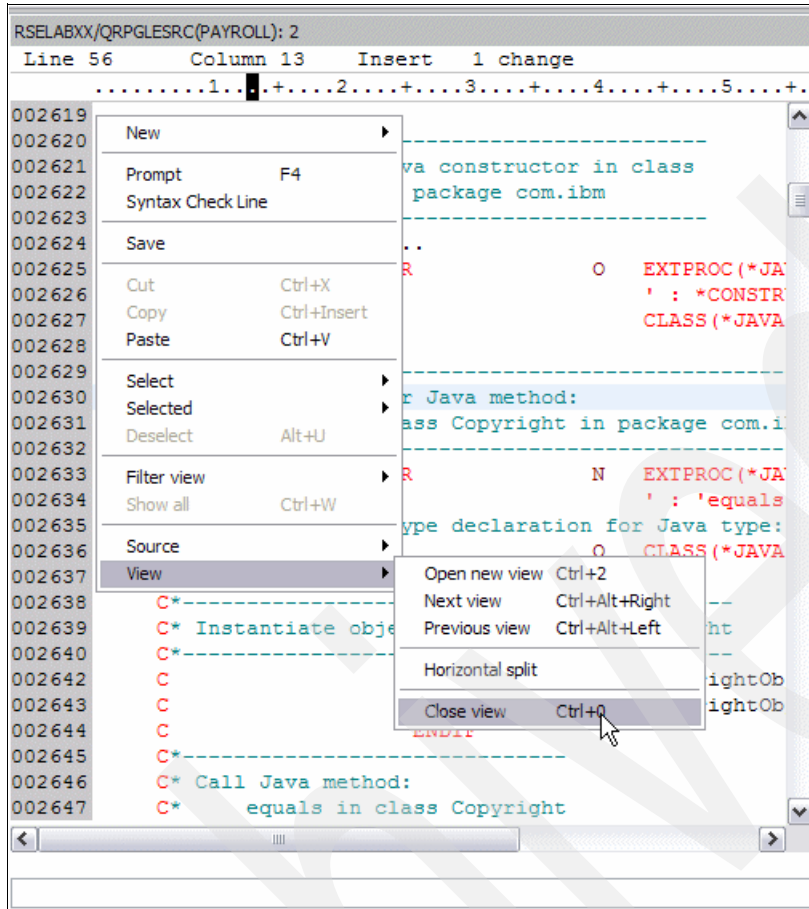 RSELABXX/QRPGLESRC(PAYROLL): 2
Line 56 Column 13 Insert 1 change
.........1....+....2....+....3....+....4....+....5....+.
002619
002620 ------------------------
002621 va constructor in class
002622 package com.ibm
002623 ------------------------
002624 ..
002625 R O EXTPROC(*JA
002626 ' : *CONSTR
002627 CLASS(*JAVA
002628
002629 ------------------------------
002630 r Java method:
002631 ass Copyright in package com.i
002632 ------------------------------
002633 R N EXTPROC(*JA
002634 ' : 'equals
002635 ype declaration for Java type:
002636 O CLASS(*JAVA
002637
002638 C*-----------------
002639 C* Instantiate obje ht
002640 C*-----------------
002642 C ightOb
002643 C ightOb
002644 C ENDIF
002645 C*------------------------------
002646 C* Call Java method:
002647 C* equals in class Copyright
New
Prompt F4
Syntax Check Line
Save
Cut Ctrl+X
Copy Ctrl+Insert
Paste Ctrl+V
Select
Selected
Deselect Alt+U
Filter view
Show all Ctrl+W
Source
View
Open new view Ctrl+2
Next view Ctrl+Alt+Right
Previous view Ctrl+Alt+Left
Horizontal split
Close view Ctrl+0